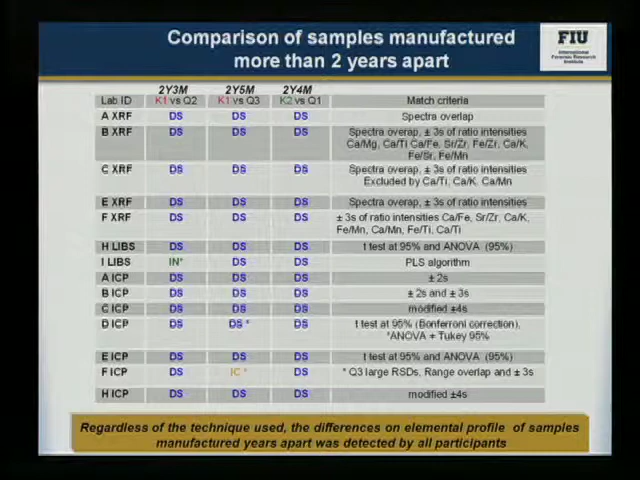 Comparison of samples manufactured
more than 2 years apart
FIU
International
Forensic Research
Institute
2Y3M 2Y5M 2Y4M
Lab ID K1 vs Q2 K1 vs Q3 K2 vs Q1 Match criteria
A XRF DS DS DS Spectra overlap
B XRF DS DS DS Spectra overap, ± 3s of ratio intensities
Ca/Mg, Ca/Ti Ca/Fe, Sr/Zr, Fe/Zr, Ca/K,
Fe/Sr, Fe/Mn
C XRF DS DS DS Spectra overap, ± 3s of ratio intensities
Excluded by Ca/Ti, Ca/K, Ca/Mn
E XRF DS DS DS Spectra overap, ± 3s of ratio intensities
F XRF DS DS DS ± 3s of ratio intensities Ca/Fe, Sr/Zr, Ca/K,
Fe/Mn, Ca/Mn, Fe/Ti, Ca/Ti
H LIBS DS DS DS t test at 95% and ANOVA (95%)
I LIBS IN* DS DS PLS algorithm
A ICP DS DS DS ± 2s
B ICP DS DS DS ± 2s and ± 3s
C ICP DS DS DS modified ±4s
D ICP DS DS * DS t test at 95% (Bonferroni correction),
*ANOVA + Tukey 95%
E ICP DS DS DS t test at 95% and ANOVA (95%)
F ICP DS IC * DS * Q3 large RSDs, Range overlap and ± 3s
H ICP DS DS DS modified ±4s
Regardless of the technique used, the differences on elemental profile of samples
manufactured years apart was detected by all participants